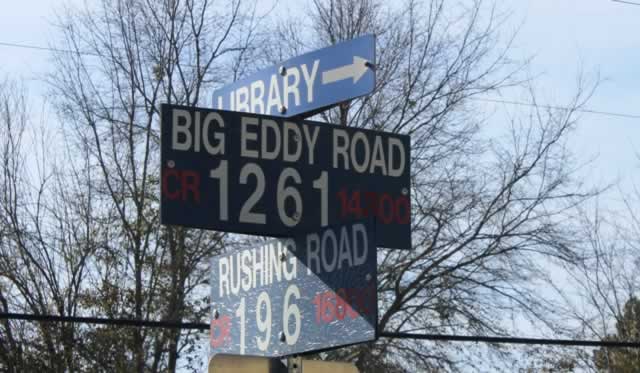 LIBRARY
BIG EDDY ROAD
CR 1261 14700
RUSHING ROAD
CR 196